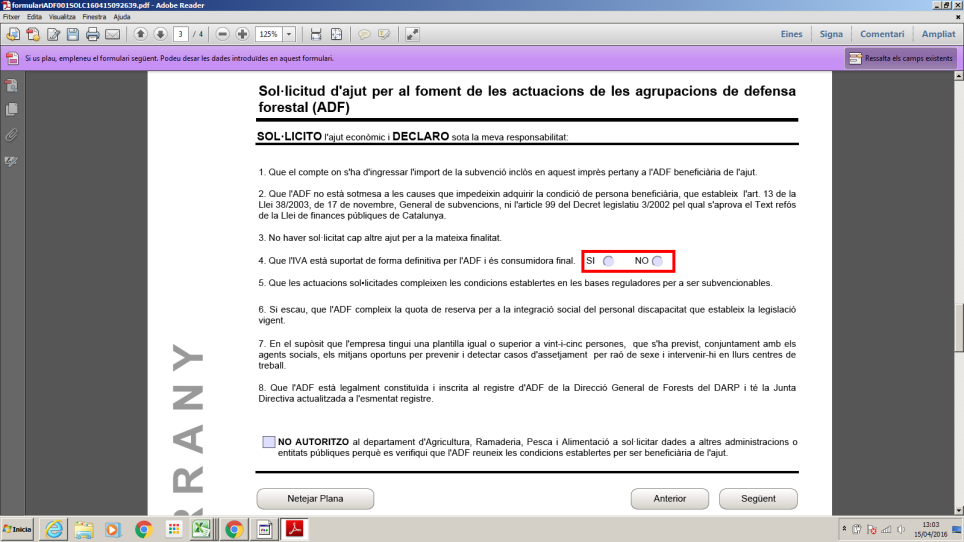 formulariADF001SOLC160415092639.pdf - Adobe Reader
Fitxer Edita Visualitza Finestra Ajuda
3 / 4 125% Eines Signa Comentari Ampliat
Si us plau, empleneu el formulari següent. Podeu desar les dades introduïdes en aquest formulari. Ressalta els camps existents
Sol·licitud d'ajut per al foment de les actuacions de les agrupacions de defensa
forestal (ADF)
SOL·LICITO l'ajut econòmic i DECLARO sota la meva responsabilitat:
1. Que el compte on s'ha d'ingressar l'import de la subvenció inclòs en aquest imprès pertany a l'ADF beneficiària de l'ajut.
2. Que l'ADF no està sotmesa a les causes que impedeixin adquirir la condició de persona beneficiària, que estableix l'art. 13 de la
Llei 38/2003, de 17 de novembre, General de subvencions, ni l'article 99 del Decret legislatiu 3/2002 pel qual s'aprova el Text refós
de la Llei de finances públiques de Catalunya.
3. No haver sol·licitat cap altre ajut per a la mateixa finalitat.
4. Que l'IVA està suportat de forma definitiva per l'ADF i és consumidora final. SI NO
5. Que les actuacions sol•licitades compleixen les condicions establertes en les bases reguladores per a ser subvencionables.
6. Si escau, que l'ADF compleix la quota de reserva per a la integració social del personal discapacitat que estableix la legislació
vigent.
7. En el supòsit que l'empresa tingui una plantilla igual o superior a vint-i-cinc persones, que s'ha previst, conjuntament amb els
agents socials, els mitjans oportuns per prevenir i detectar casos d'assetjament per raó de sexe i intervenir-hi en llurs centres de
treball.
8. Que l'ADF està legalment constituïda i inscrita al registre d'ADF de la Direcció General de Forests del DARP i té la Junta
Directiva actualitzada a l'esmentat registre.
NO AUTORITZO al departament d'Agricultura, Ramaderia, Pesca i Alimentació a sol·licitar dades a altres administracions o
entitats públiques perquè es verifiqui que l'ADF reuneix les condicions establertes per ser beneficiària de l'ajut.
RRANY
Netejar Plana Anterior Següent
Inicia 13:03
15/04/2016